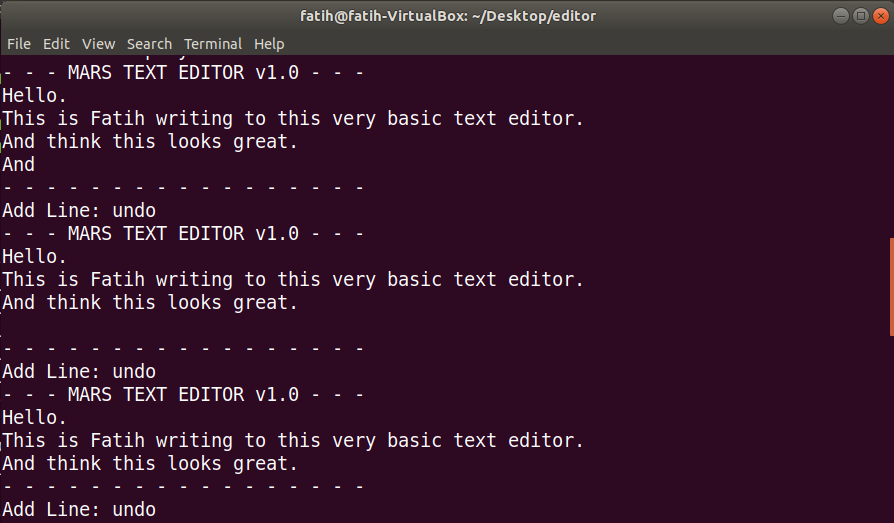 fatih@fatih-VirtualBox: ~/Desktop/editor
File Edit View Search Terminal Help
- - - MARS TEXT EDITOR v1.0 - - -
Hello.
This is Fatih writing to this very basic text editor.
And think this looks great.
And
- - - - - - - - - - - - - - - - -
Add Line: undo
- - - MARS TEXT EDITOR v1.0 - - -
Hello.
This is Fatih writing to this very basic text editor.
And think this looks great.
- - - - - - - - - - - - - - - - -
Add Line: undo
- - - MARS TEXT EDITOR v1.0 - - -
Hello.
This is Fatih writing to this very basic text editor.
And think this looks great.
- - - - - - - - - - - - - - - - -
Add Line: undo